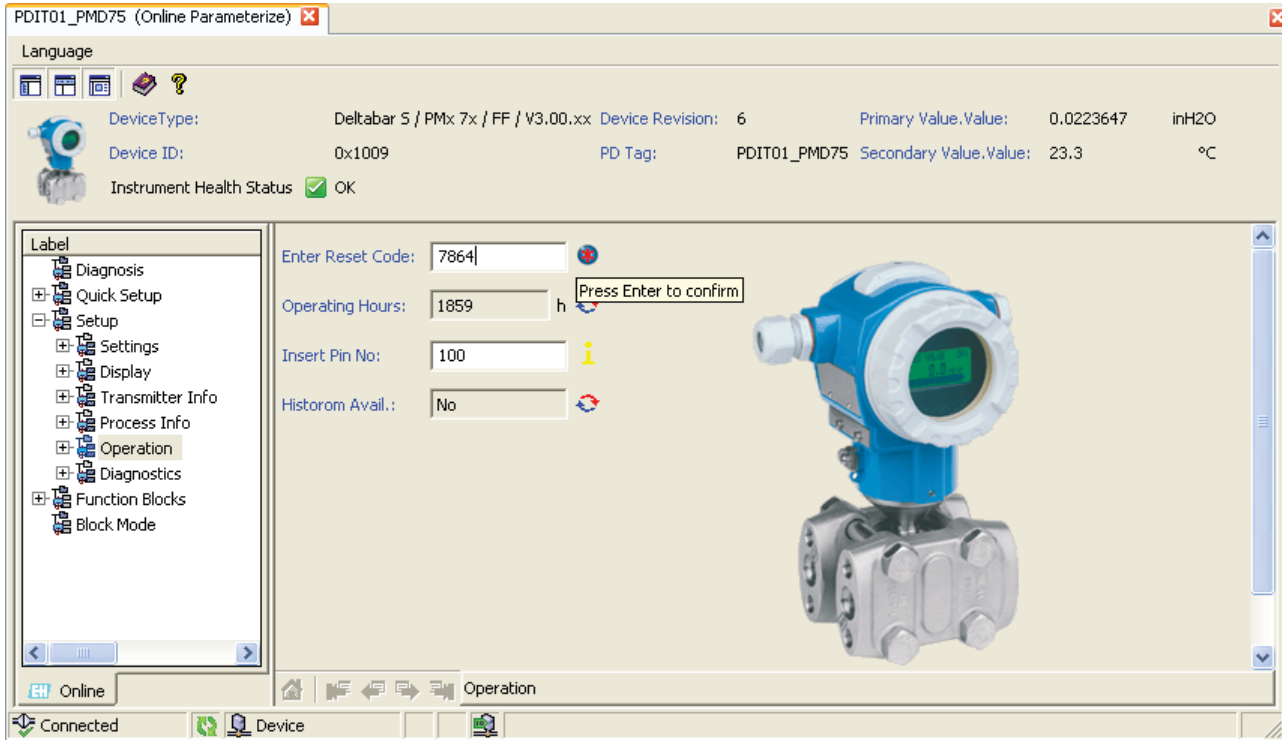 PDIT01_PMD75 (Online Parameterize)
Language
DeviceType: Deltabar S / PMx 7x / FF / V3.00.xx Device Revision: 6 Primary Value.Value: 0.0223647 inH2O
Device ID: 0x1009 PD Tag: PDIT01_PMD75 Secondary Value.Value: 23.3 °C
Instrument Health Status OK
Label
Diagnosis
Quick Setup
Setup
Settings
Display
Transmitter Info
Process Info
Operation
Diagnostics
Function Blocks
Block Mode
Online
Enter Reset Code: 7864
Press Enter to confirm
Operating Hours: 1859 h
Insert Pin No: 100
Historom Avail.: No
Operation
Connected Device